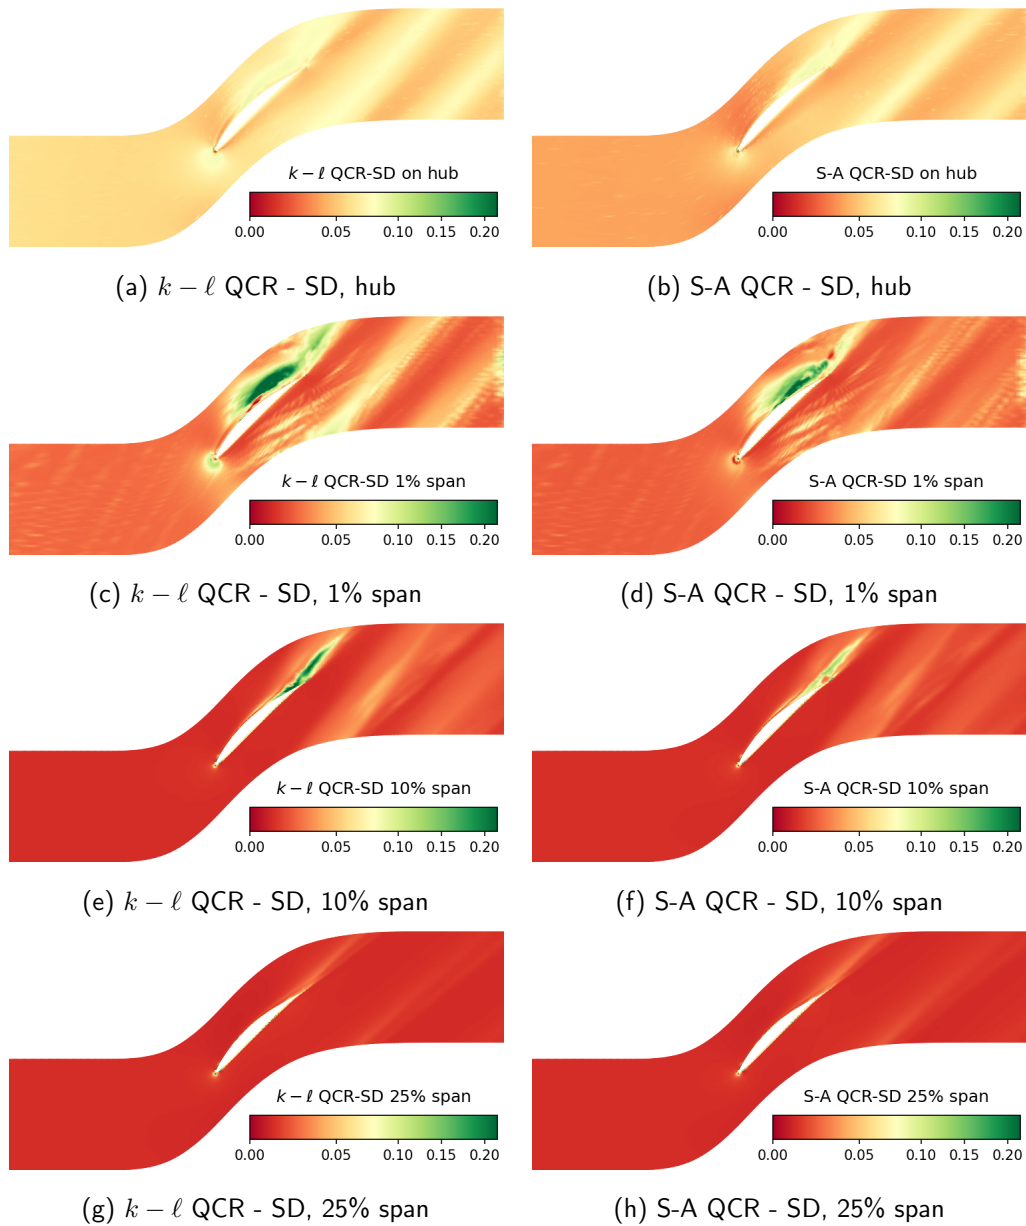 k − ℓ QCR-SD on hub
0.00 0.05 0.10 0.15 0.20
S-A QCR-SD on hub
0.00 0.05 0.10 0.15 0.20
(a) k − ℓ QCR - SD, hub
(b) S-A QCR - SD, hub
k − ℓ QCR-SD 1% span
0.00 0.05 0.10 0.15 0.20
S-A QCR-SD 1% span
0.00 0.05 0.10 0.15 0.20
(c) k − ℓ QCR - SD, 1% span
(d) S-A QCR - SD, 1% span
k − ℓ QCR-SD 10% span
0.00 0.05 0.10 0.15 0.20
S-A QCR-SD 10% span
0.00 0.05 0.10 0.15 0.20
(e) k − ℓ QCR - SD, 10% span
(f) S-A QCR - SD, 10% span
k − ℓ QCR-SD 25% span
0.00 0.05 0.10 0.15 0.20
S-A QCR-SD 25% span
0.00 0.05 0.10 0.15 0.20
(g) k − ℓ QCR - SD, 25% span
(h) S-A QCR - SD, 25% span